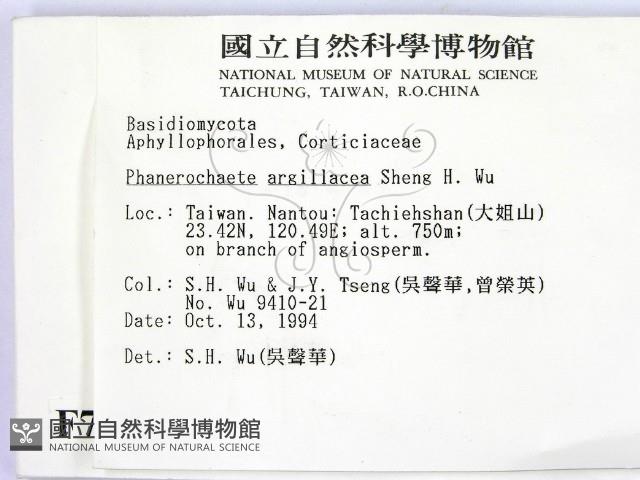 國立自然科學博物館
NATIONAL MUSEUM OF NATURAL SCIENCE
TAICHUNG, TAIWAN, R.O.CHINA
Basidiomycota
Aphyllophorales, Corticiaceae
Phanerochaete argillacea Sheng H. Wu
Loc.: Taiwan. Nantou: Tachiehshan(大姐山)
23.42N, 120.49E; alt. 750m;
on branch of angiosperm.
Col.: S.H. Wu & J.Y. Tseng(吳聲華,曾榮英)
No. Wu 9410-21
Date: Oct. 13, 1994
Det.: S.H. Wu(吳聲華)
國立自然科學博物館
NATIONAL MUSEUM OF NATURAL SCIENCE